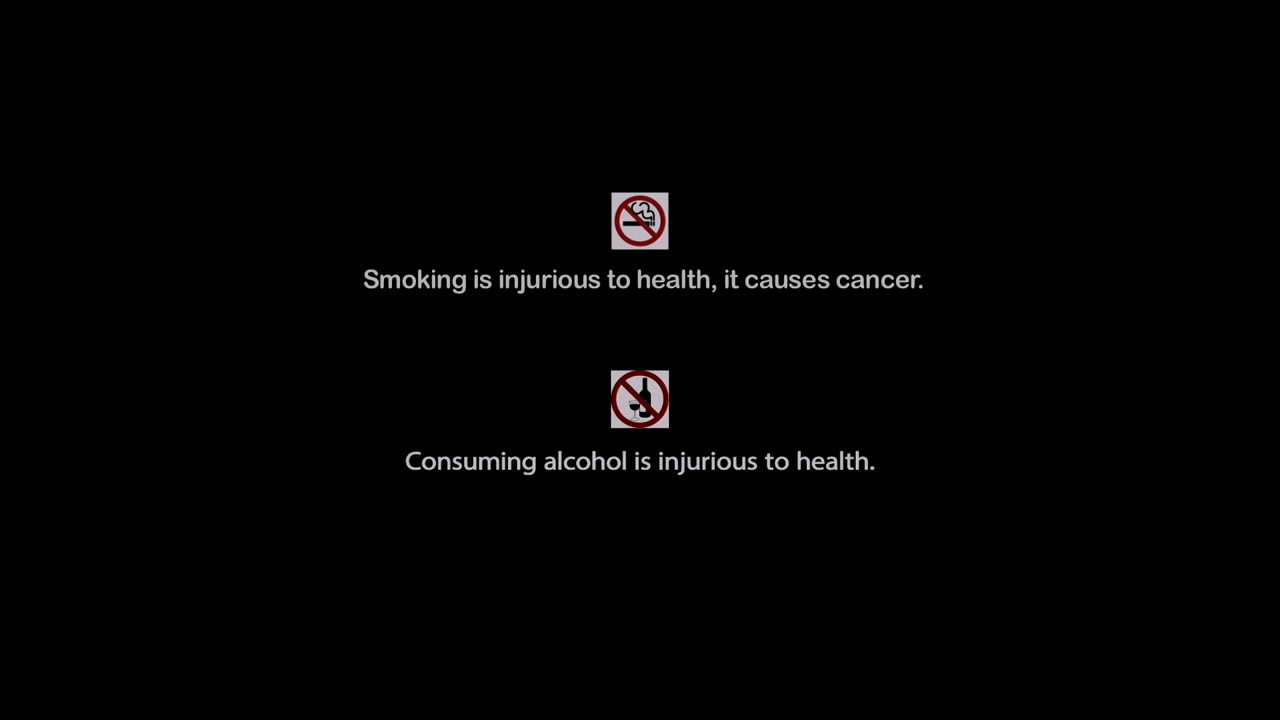 Smoking is injurious to health, it causes cancer.
Consuming alcohol is injurious to health.